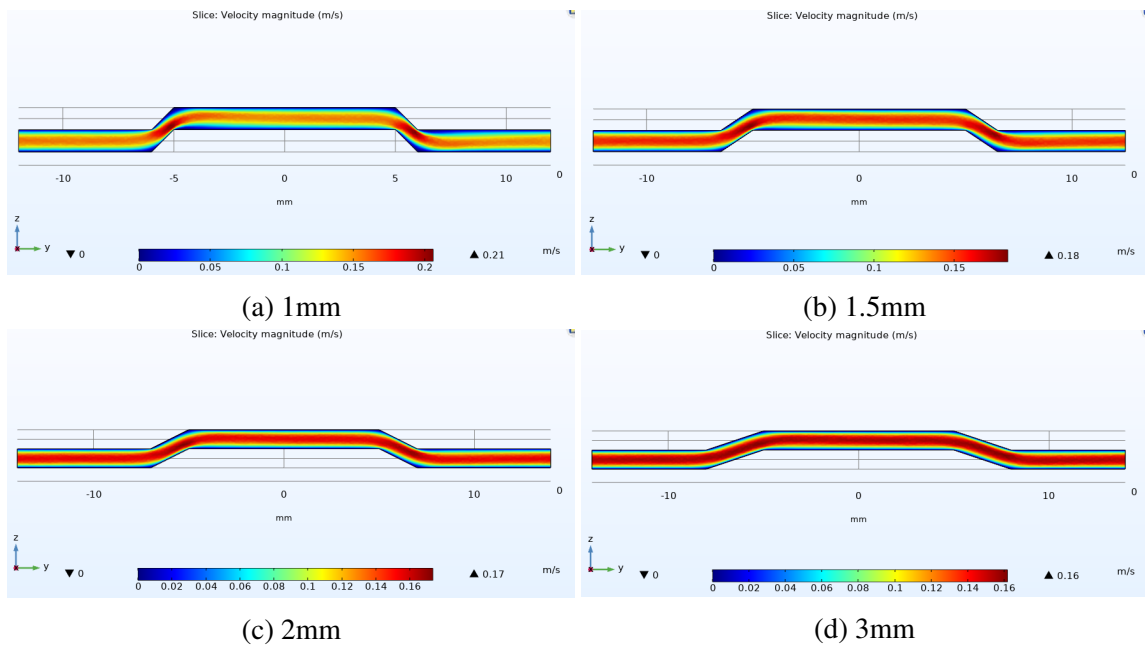 Slice: Velocity magnitude (m/s)
-10 -5 0 5 10 0
mm
z
y
▼ 0
0 0.05 0.1 0.15 0.2
▲ 0.21
m/s
(a) 1mm
Slice: Velocity magnitude (m/s)
-10 0 10 0
mm
z
y
▼ 0
0 0.05 0.1 0.15
▲ 0.18
m/s
(b) 1.5mm
Slice: Velocity magnitude (m/s)
-10 0 10 0
mm
z
y
▼ 0
0 0.02 0.04 0.06 0.08 0.1 0.12 0.14 0.16
▲ 0.17
m/s
(c) 2mm
Slice: Velocity magnitude (m/s)
-10 0 10 0
mm
z
y
▼ 0
0 0.02 0.04 0.06 0.08 0.1 0.12 0.14 0.16
▲ 0.16
m/s
(d) 3mm